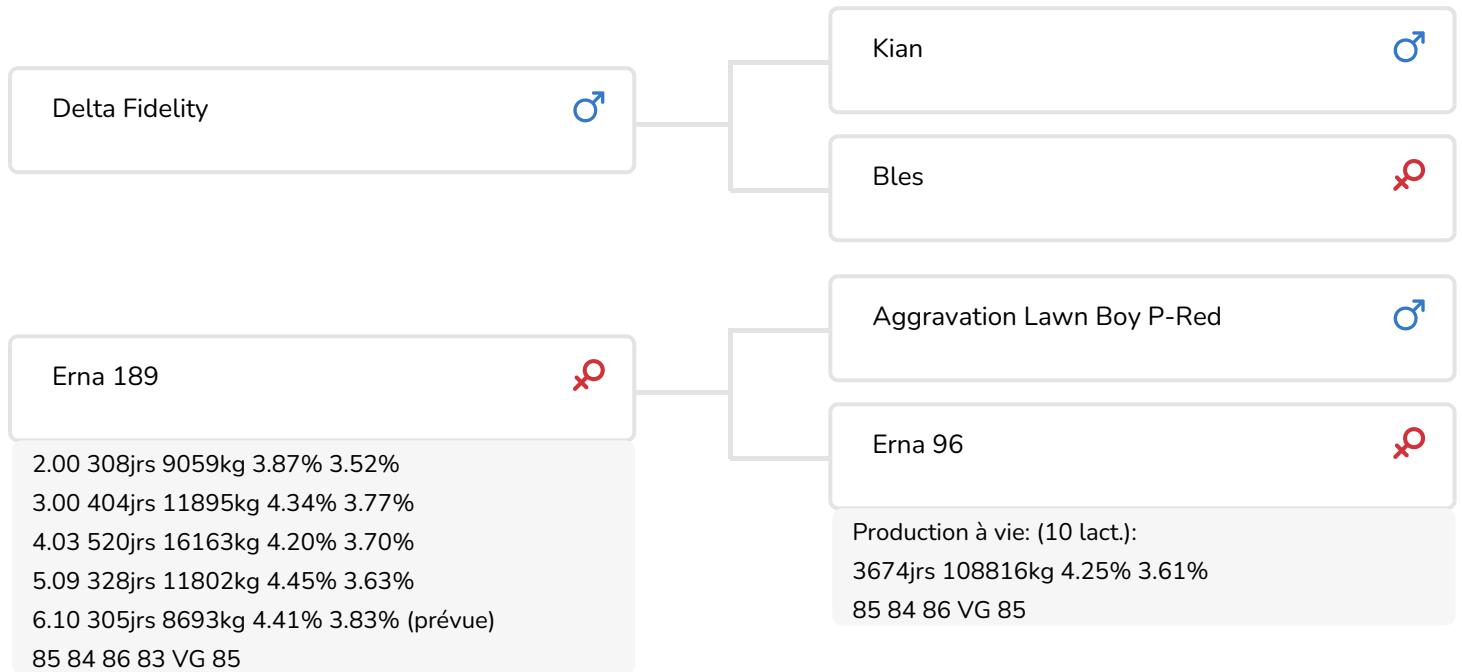 Delta Fidelity
Kian
Bles
Erna 189
2.00 308jrs 9059kg 3.87% 3.52%
3.00 404jrs 11895kg 4.34% 3.77%
4.03 520jrs 16163kg 4.20% 3.70%
5.09 328jrs 11802kg 4.45% 3.63%
6.10 305jrs 8693kg 4.41% 3.83% (prévue)
85 84 86 83 VG 85
Aggravation Lawn Boy P-Red
Erna 96
Production à vie: (10 lact.):
3674jrs 108816kg 4.25% 3.61%
85 84 86 VG 85